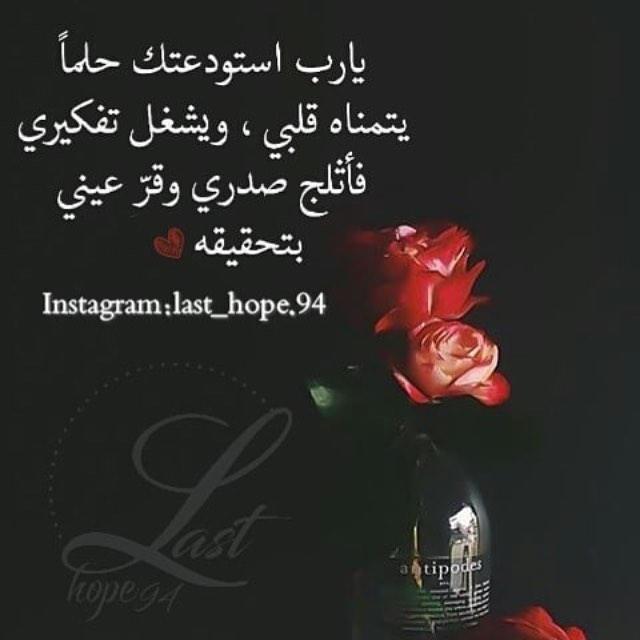 يارب استودعتك حلماً
يتمناه قلبي ، ويشغل تفكيري
فأثلج صدري وقرّ عيني
بتحقيقه
Instagram:last_hope.94
Last
hope94
antipodes